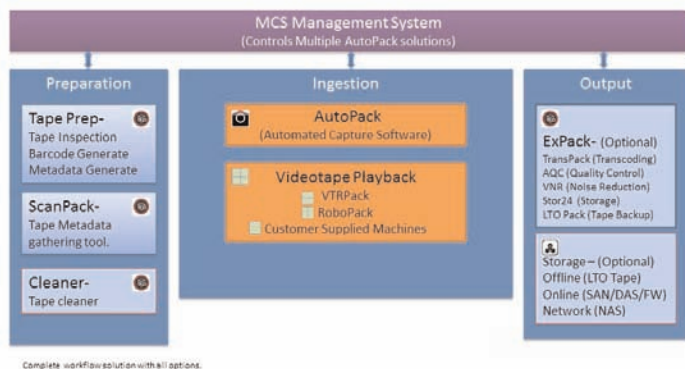 MCS Management System
(Controls Multiple AutoPack solutions)
Preparation
Tape Prep-
Tape Inspection
Barcode Generate
Metadata Generate
ScanPack-
Tape Metadata
gathering tool.
Cleaner-
Tape cleaner
Ingestion
AutoPack
(Automated Capture Software)
Videotape Playback
VTRPack
RoboPack
Customer Supplied Machines
Output
ExPack- (Optional)
TransPack (Transcoding)
AQC (Quality Control)
VNR (Noise Reduction)
Stor24 (Storage)
LTO Pack (Tape Backup)
Storage– (Optional)
Offline (LTO Tape)
Online (SAN/DAS/FW)
Network (NAS)
Complete workflow solution with all options.